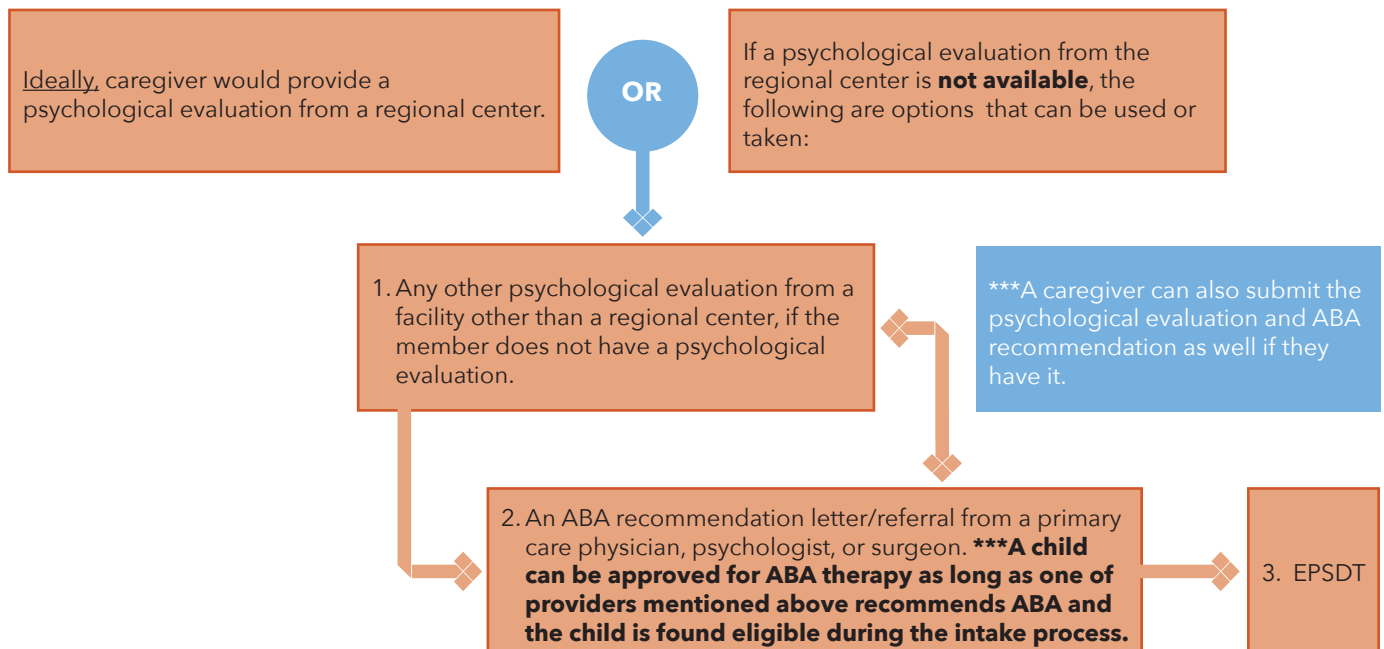 Ideally, caregiver would provide a
psychological evaluation from a regional center.
OR
If a psychological evaluation from the
regional center is not available, the
following are options that can be used or
taken:
1. Any other psychological evaluation from a
facility other than a regional center, if the
member does not have a psychological
evaluation.
***A caregiver can also submit the
psychological evaluation and ABA
recommendation as well if they
have it.
2. An ABA recommendation letter/referral from a primary
care physician, psychologist, or surgeon. ***A child
can be approved for ABA therapy as long as one of
providers mentioned above recommends ABA and
the child is found eligible during the intake process.
3. EPSDT